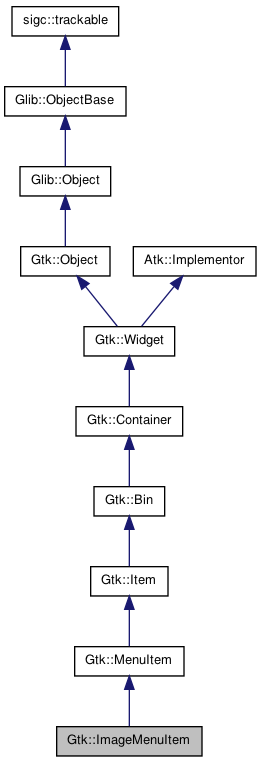 sigc::trackable
Glib::ObjectBase
Glib::Object
Gtk::Object
Atk::Implementor
Gtk::Widget
Gtk::Container
Gtk::Bin
Gtk::Item
Gtk::MenuItem
Gtk::ImageMenuItem